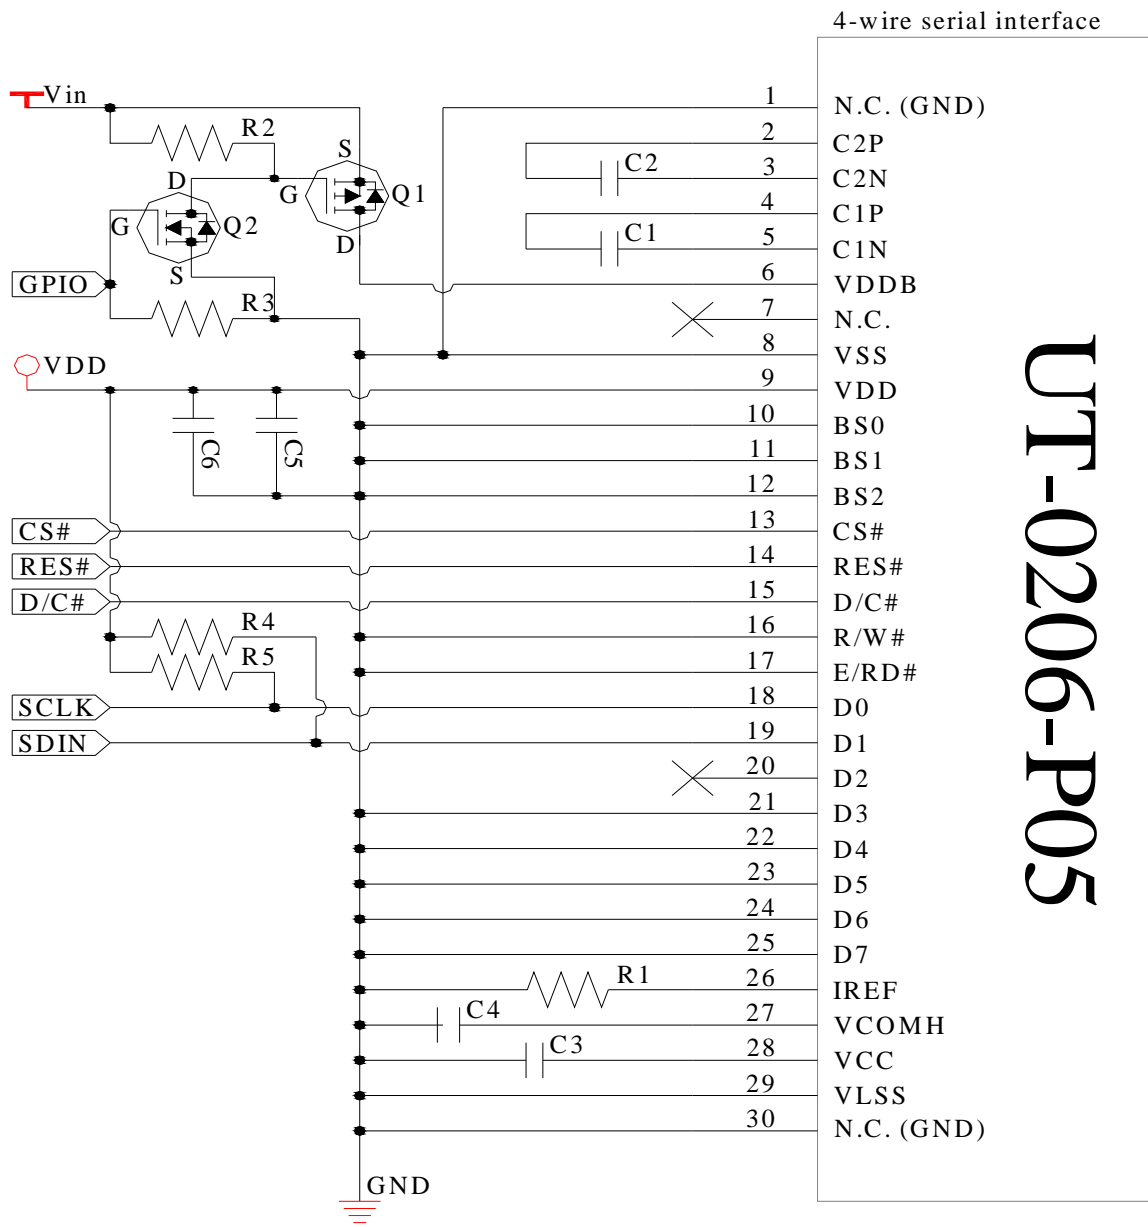 4-wire serial interface
Vin
R2
S
G
Q1
D
D
G
Q2
S
GPIO
R3
VDD
C6
C5
CS#
RES#
D/C#
R4
R5
SCLK
SDIN
C2
C1
R1
C4
C3
GND
1 N.C. (GND)
2 C2P
3 C2N
4 C1P
5 C1N
6 VDDB
7 N.C.
8 VSS
9 VDD
10 BS0
11 BS1
12 BS2
13 CS#
14 RES#
15 D/C#
16 R/W#
17 E/RD#
18 D0
19 D1
20 D2
21 D3
22 D4
23 D5
24 D6
25 D7
26 IREF
27 VCOMH
28 VCC
29 VLSS
30 N.C. (GND)
UT-0206-P05